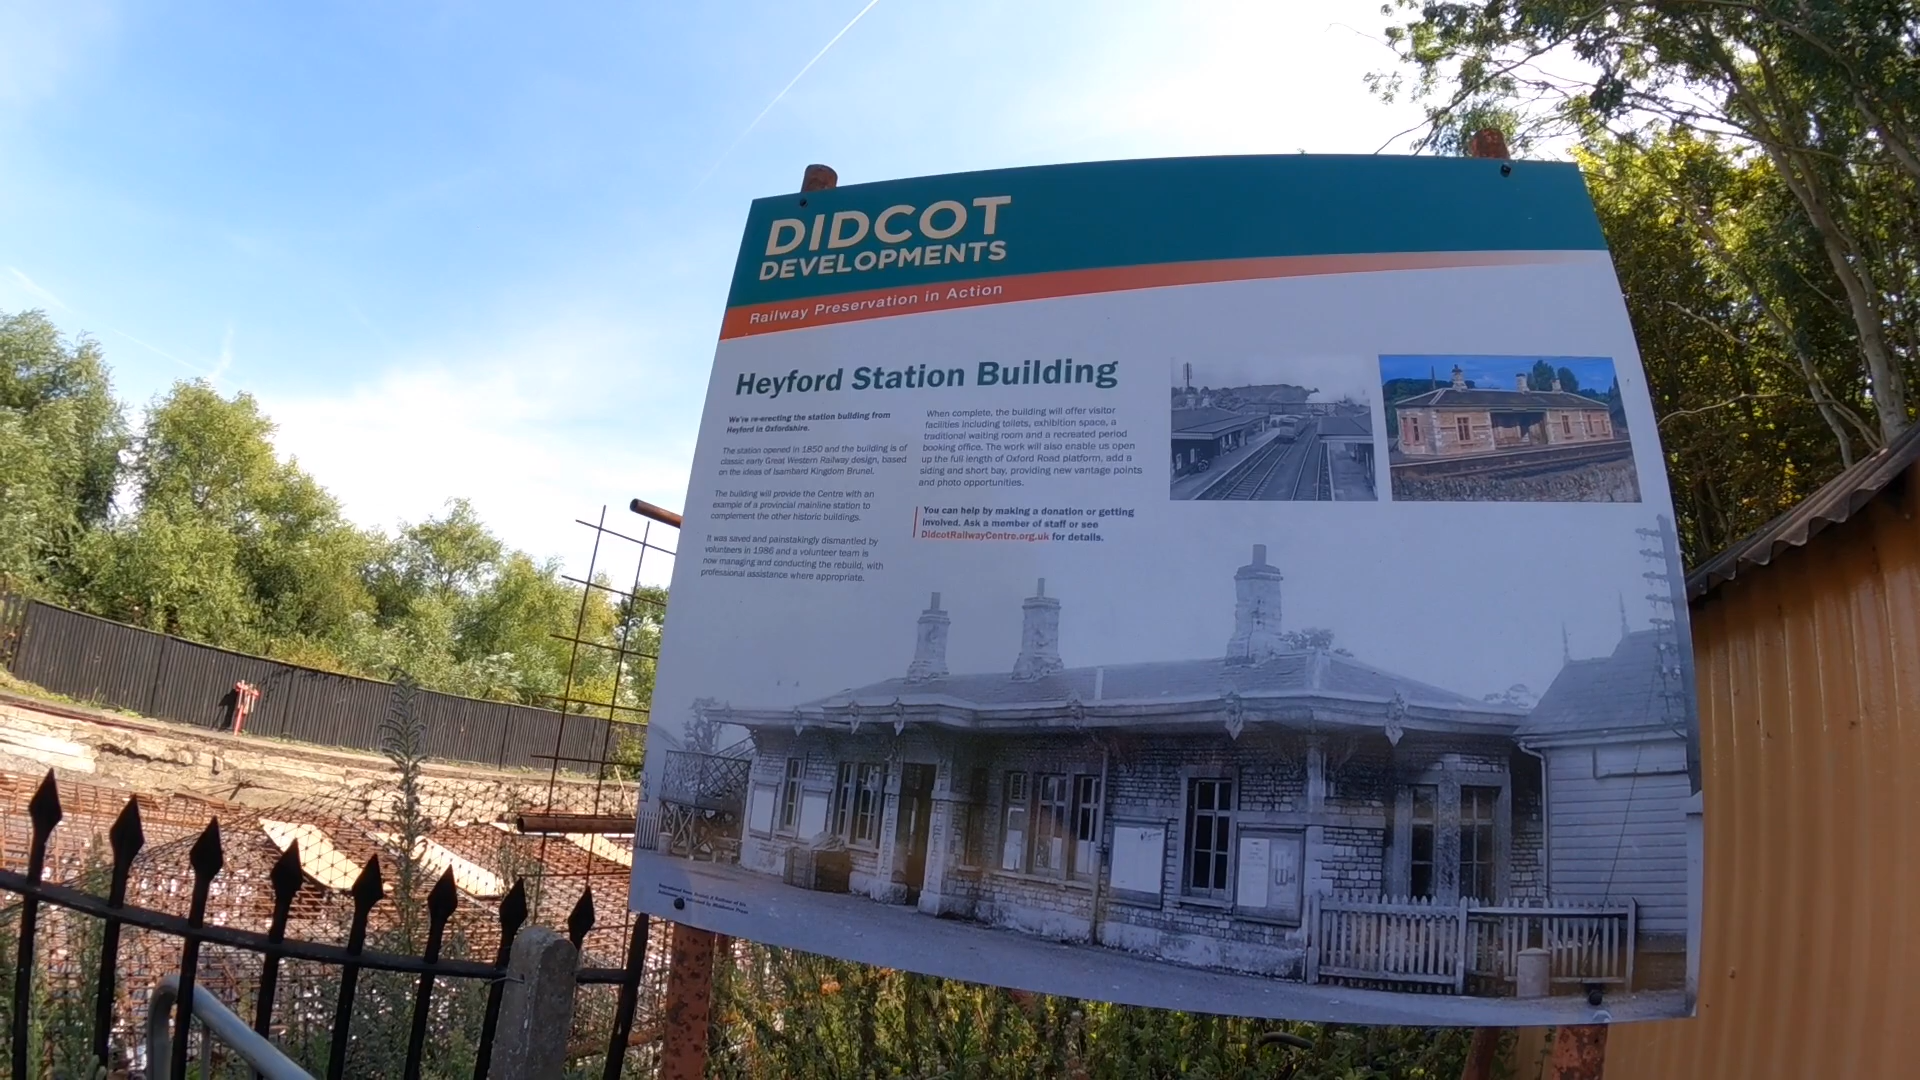 DIDCOT
DEVELOPMENTS
Railway Preservation in Action
Heyford Station Building
We're re-erecting the station building from
Heyford in Oxfordshire.
The station opened in 1850 and the building is of
classic early Great Western Railway design, based
on the ideas of Isambard Kingdom Brunel.
The building will provide the Centre with an
example of a provincial mainline station to
complement the other historic buildings.
It was saved and painstakingly dismantled by
volunteers in 1986 and a volunteer team is
now managing and conducting the rebuild, with
professional assistance where appropriate.
When complete, the building will offer visitor
facilities including toilets, exhibition space, a
traditional waiting room and a recreated period
booking office. The work will also enable us open
up the full length of Oxford Road platform, add a
siding and short bay, providing new vantage points
and photo opportunities.
You can help by making a donation or getting
involved. Ask a member of staff or see
DidcotRailwayCentre.org.uk for details.